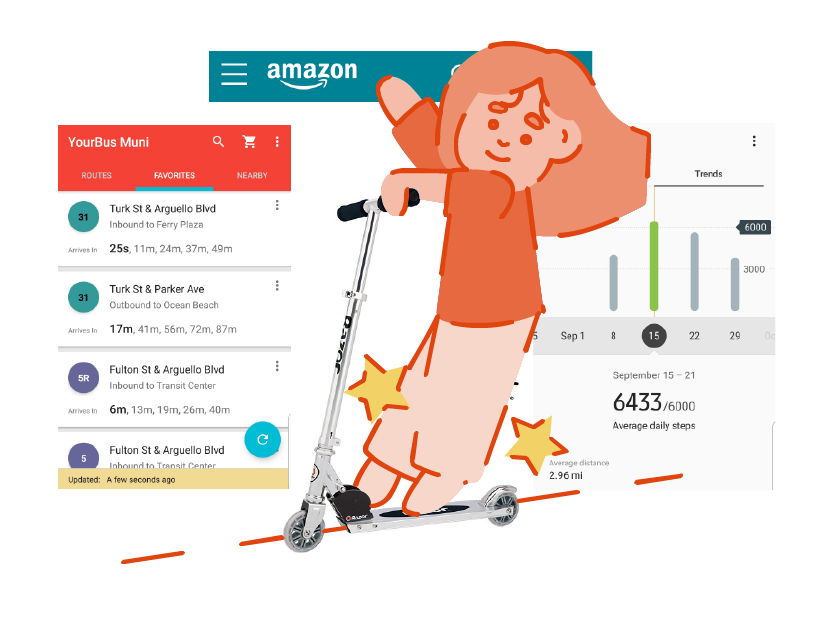 amazon
YourBus Muni
ROUTES FAVORITES NEARBY
31 Turk St & Arguello Blvd
Inbound to Ferry Plaza
Arrives In 25s, 11m, 24m, 37m, 49m
31 Turk St & Parker Ave
Outbound to Ocean Beach
Arrives In 17m, 41m, 56m, 72m, 87m
5R Fulton St & Arguello Blvd
Inbound to Transit Center
Arrives In 6m, 13m, 19m, 26m, 40m
5 Fulton St & Arguello Blvd
Inbound to Transit Center
Updated: A few seconds ago
Trends
6000
3000
5 Sep 1 8 15 22 29
September 15 – 21
6433/6000
Average daily steps
Average distance
2.96 mi